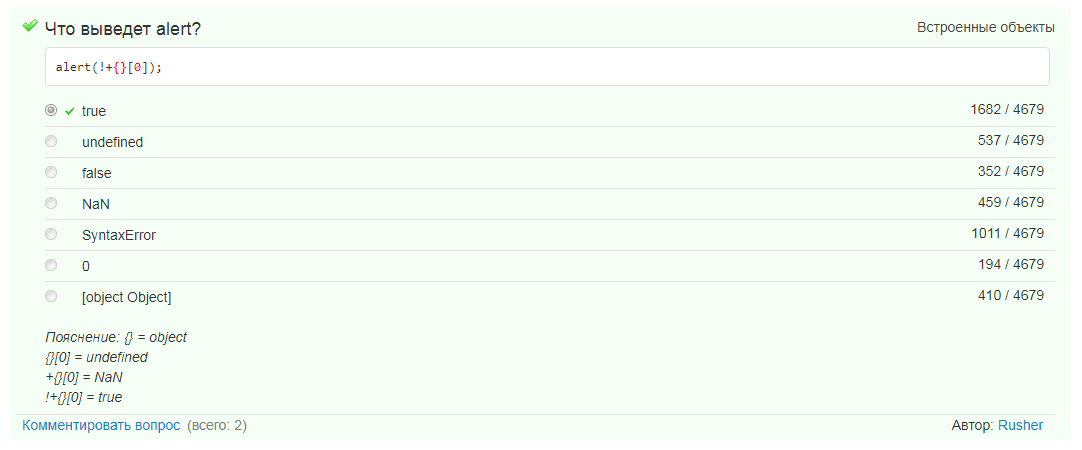 Что выведет alert?
Встроенные объекты
alert(!+{}[0]);
true 1682 / 4679
undefined 537 / 4679
false 352 / 4679
NaN 459 / 4679
SyntaxError 1011 / 4679
0 194 / 4679
[object Object] 410 / 4679
Пояснение: {} = object
{}[0] = undefined
+{}[0] = NaN
!+{}[0] = true
Комментировать вопрос (всего: 2) Автор: Rusher